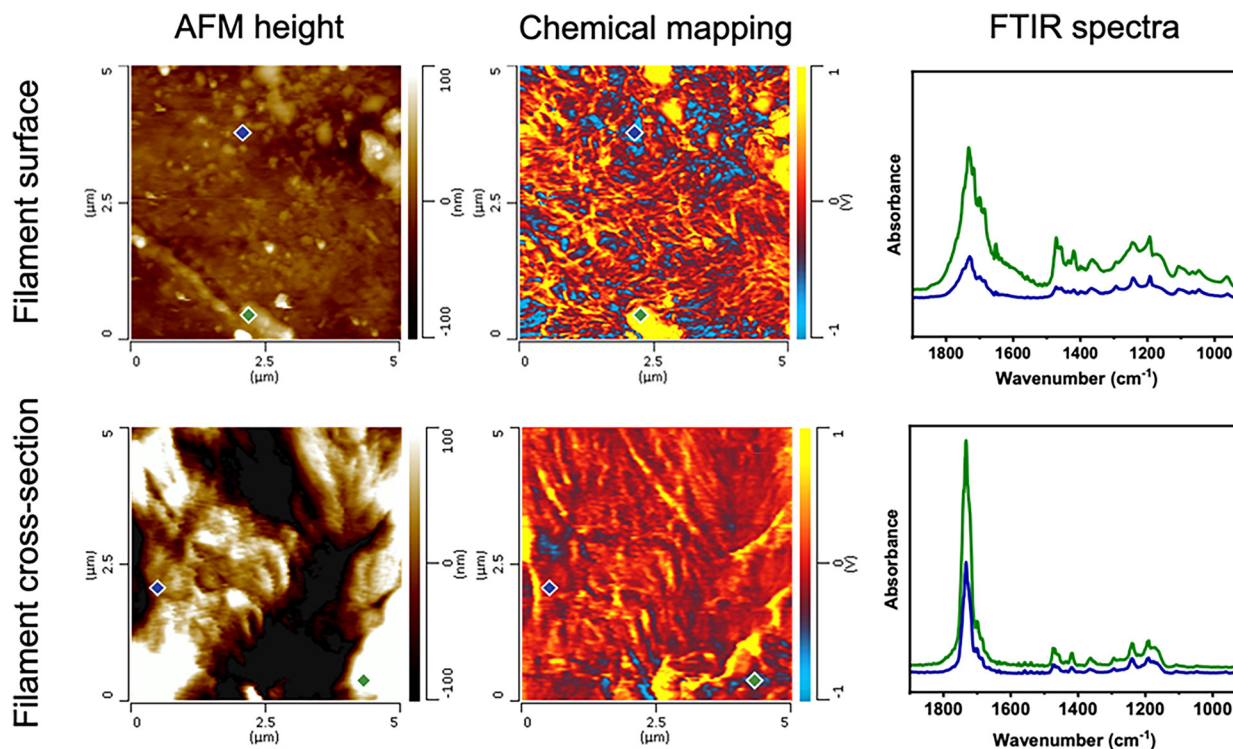 AFM height
Chemical mapping
FTIR spectra
Filament surface
5
2.5
0
(µm)
0
2.5
5
(µm)
100
0
-100
(nm)
5
2.5
0
(µm)
0
2.5
5
(µm)
1
0
-1
(V)
Absorbance
1800
1600
1400
1200
1000
Wavenumber (cm⁻¹)
Filament cross-section
5
2.5
0
(µm)
0
2.5
5
(µm)
100
0
-100
(nm)
5
2.5
0
(µm)
0
2.5
5
(µm)
1
0
-1
(V)
Absorbance
1800
1600
1400
1200
1000
Wavenumber (cm⁻¹)